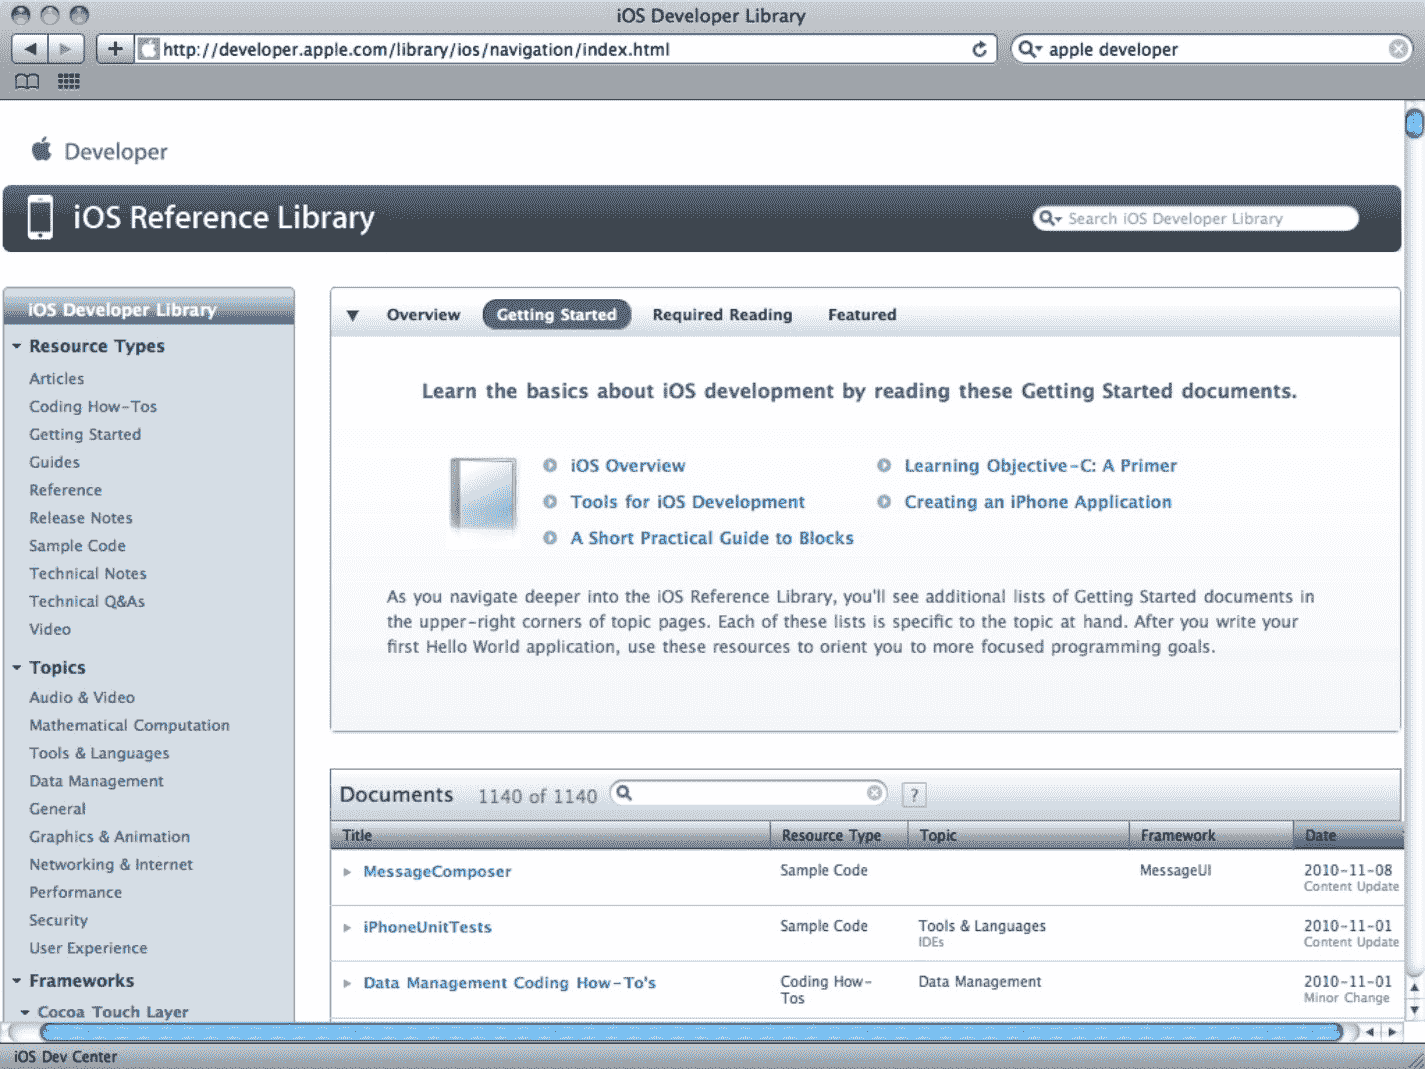 iOS Developer Library
http://developer.apple.com/library/ios/navigation/index.html
apple developer
Developer
iOS Reference Library
Search iOS Developer Library
iOS Developer Library
Resource Types
Articles
Coding How-Tos
Getting Started
Guides
Reference
Release Notes
Sample Code
Technical Notes
Technical Q&As
Video
Topics
Audio & Video
Mathematical Computation
Tools & Languages
Data Management
General
Graphics & Animation
Networking & Internet
Performance
Security
User Experience
Frameworks
Cocoa Touch Layer
Overview Getting Started Required Reading Featured
Learn the basics about iOS development by reading these Getting Started documents.
iOS Overview
Tools for iOS Development
A Short Practical Guide to Blocks
Learning Objective-C: A Primer
Creating an iPhone Application
As you navigate deeper into the iOS Reference Library, you'll see additional lists of Getting Started documents in
the upper-right corners of topic pages. Each of these lists is specific to the topic at hand. After you write your
first Hello World application, use these resources to orient you to more focused programming goals.
Documents 1140 of 1140 ?
Title Resource Type Topic Framework Date
MessageComposer Sample Code MessageUI 2010-11-08
Content Update
iPhoneUnitTests Sample Code Tools & Languages 2010-11-01
IDEs Content Update
Data Management Coding How-To's Coding How- Data Management 2010-11-01
Tos Minor Change
iOS Dev Center